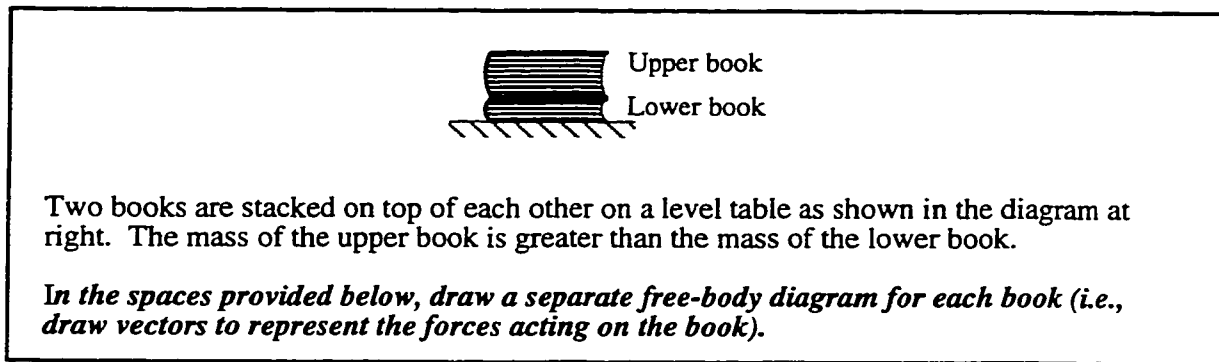 Upper book
Lower book
Two books are stacked on top of each other on a level table as shown in the diagram at
right. The mass of the upper book is greater than the mass of the lower book.
In the spaces provided below, draw a separate free-body diagram for each book (i.e.,
draw vectors to represent the forces acting on the book).